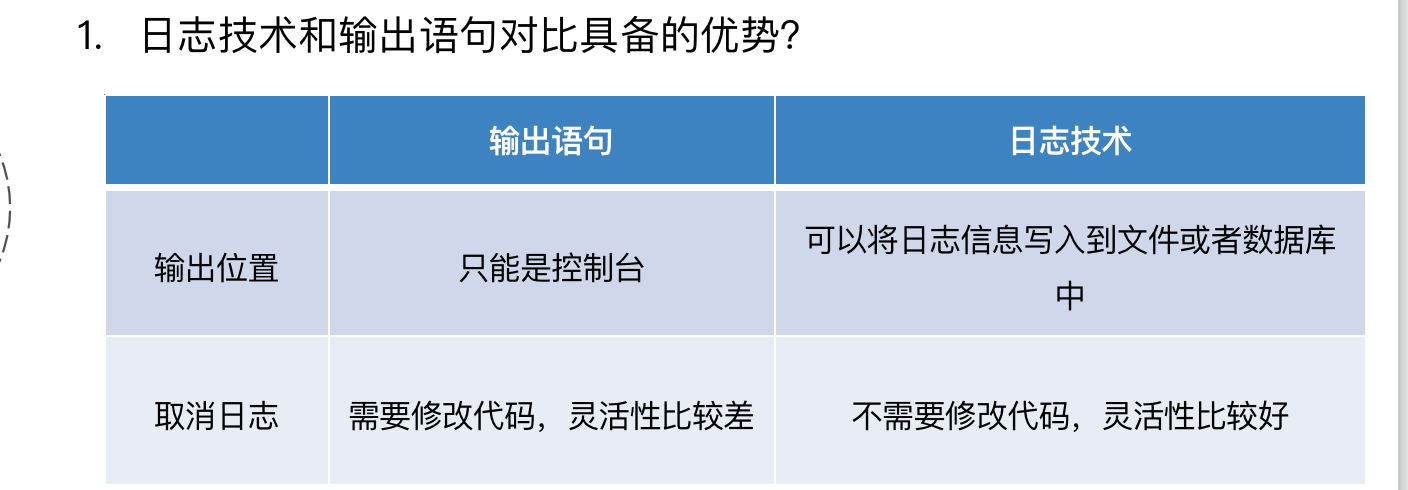 1. 日志技术和输出语句对比具备的优势?
输出语句 日志技术
输出位置 只能是控制台 可以将日志信息写入到文件或者数据库
中
取消日志 需要修改代码，灵活性比较差 不需要修改代码，灵活性比较好